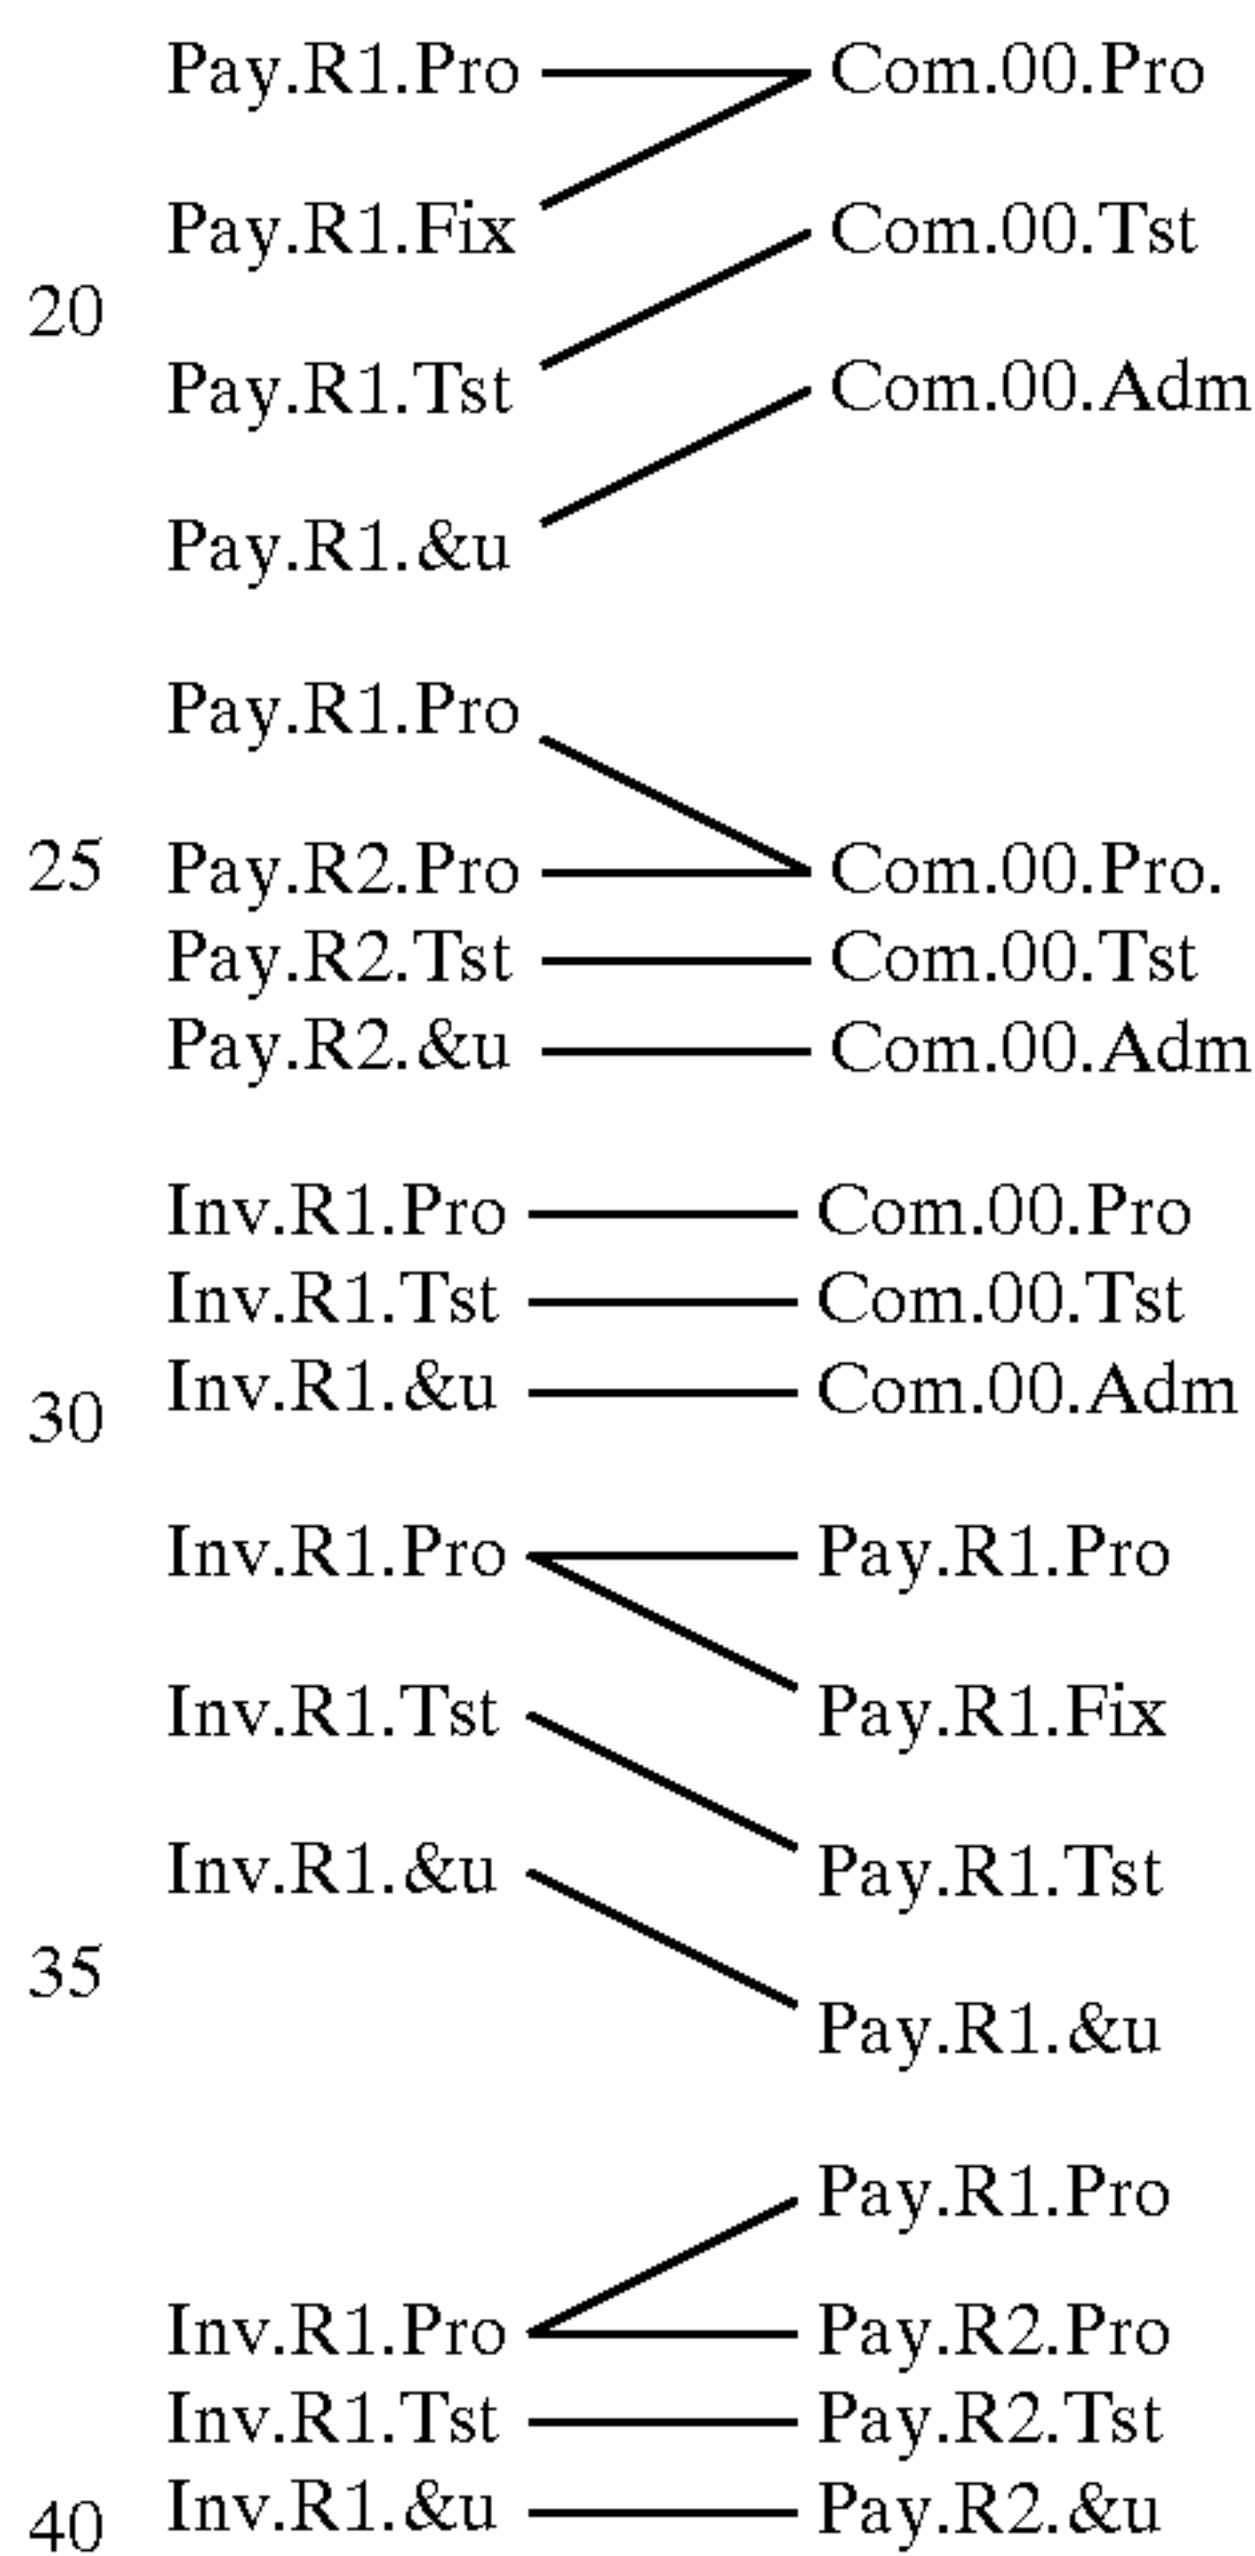 Pay.R1.Pro Com.00.Pro
Pay.R1.Fix Com.00.Tst
20
Pay.R1.Tst Com.00.Adm
Pay.R1.&u
Pay.R1.Pro
25 Pay.R2.Pro Com.00.Pro.
Pay.R2.Tst Com.00.Tst
Pay.R2.&u Com.00.Adm
Inv.R1.Pro Com.00.Pro
Inv.R1.Tst Com.00.Tst
Inv.R1.&u Com.00.Adm
30
Inv.R1.Pro Pay.R1.Pro
Inv.R1.Tst Pay.R1.Fix
Inv.R1.&u Pay.R1.Tst
35
Pay.R1.&u
Pay.R1.Pro
Inv.R1.Pro Pay.R2.Pro
Inv.R1.Tst Pay.R2.Tst
40 Inv.R1.&u Pay.R2.&u